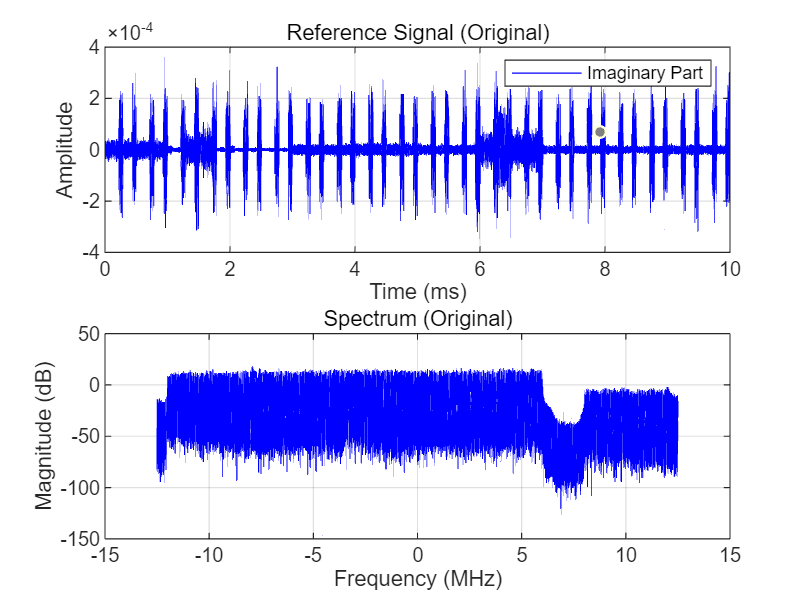 Reference Signal (Original)
×10⁻⁴
4
2
0
-2
-4
Amplitude
Imaginary Part
0 2 4 6 8 10
Time (ms)
Spectrum (Original)
50
0
-50
-100
-150
Magnitude (dB)
-15 -10 -5 0 5 10 15
Frequency (MHz)